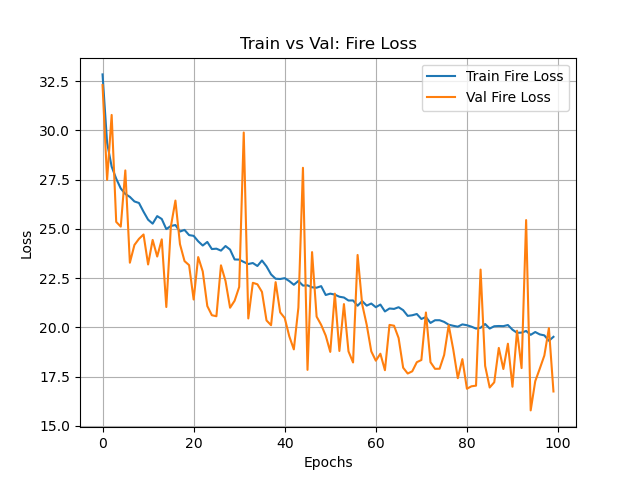 Train vs Val: Fire Loss
Train Fire Loss
Val Fire Loss
32.5
30.0
27.5
25.0
22.5
20.0
17.5
15.0
Loss
0
20
40
60
80
100
Epochs